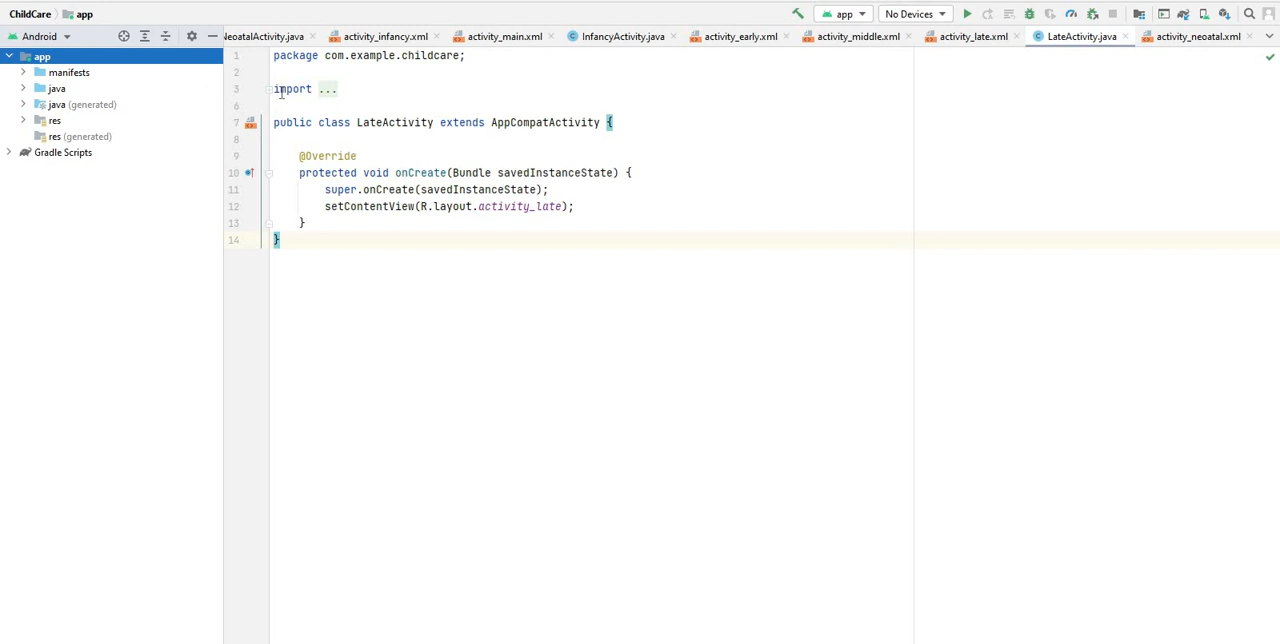 ChildCare app
app No Devices
Android
NeoatalActivity.java activity_infancy.xml activity_main.xml InfancyActivity.java activity_early.xml activity_middle.xml activity_late.xml LateActivity.java activity_neoatal.xml
app
manifests
java
java (generated)
res
res (generated)
Gradle Scripts
1 package com.example.childcare;
2
3 import ...
6
7 public class LateActivity extends AppCompatActivity {
8
9 @Override
10 protected void onCreate(Bundle savedInstanceState) {
11 super.onCreate(savedInstanceState);
12 setContentView(R.layout.activity_late);
13 }
14 }